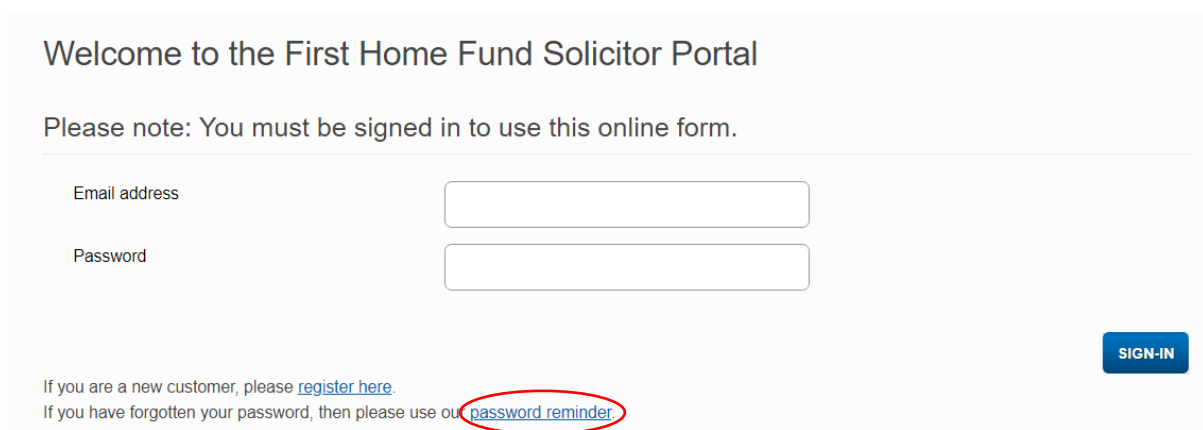 Welcome to the First Home Fund Solicitor Portal
Please note: You must be signed in to use this online form.
Email address
Password
SIGN-IN
If you are a new customer, please register here.
If you have forgotten your password, then please use our password reminder.